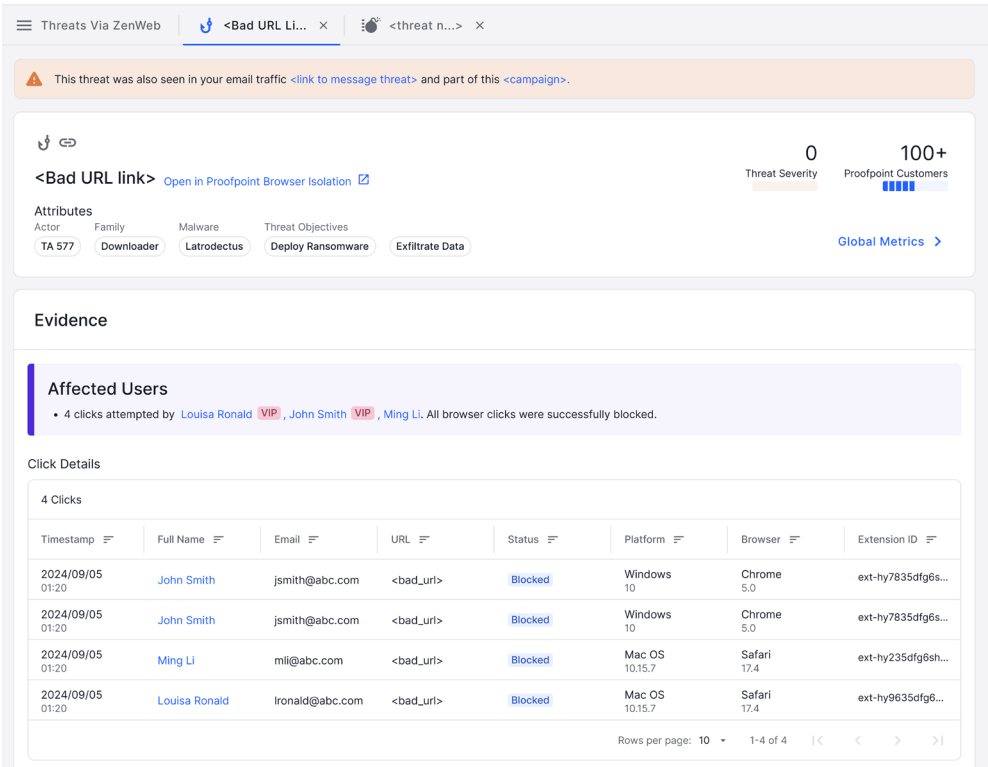 Threats Via ZenWeb
<Bad URL Li...
<threat n...>
This threat was also seen in your email traffic <link to message threat> and part of this <campaign>.
<Bad URL link> Open in Proofpoint Browser Isolation
0
Threat Severity
100+
Proofpoint Customers
Attributes
Actor Family Malware Threat Objectives
TA 577 Downloader Latrodectus Deploy Ransomware Exfiltrate Data
Global Metrics
Evidence
Affected Users
• 4 clicks attempted by Louisa Ronald VIP , John Smith VIP , Ming Li. All browser clicks were successfully blocked.
Click Details
4 Clicks
Timestamp Full Name Email URL Status Platform Browser Extension ID
2024/09/05 John Smith jsmith@abc.com <bad_url> Blocked Windows Chrome ext-hy7835dfg6s...
01:20 10 5.0
2024/09/05 John Smith jsmith@abc.com <bad_url> Blocked Windows Chrome ext-hy7835dfg6s...
01:20 10 5.0
2024/09/05 Ming Li mli@abc.com <bad_url> Blocked Mac OS Safari ext-hy235dfg6sh...
01:20 10.15.7 17.4
2024/09/05 Louisa Ronald lronald@abc.com <bad_url> Blocked Mac OS Safari ext-hy9635dfg6...
01:20 10.15.7 17.4
Rows per page: 10 1-4 of 4